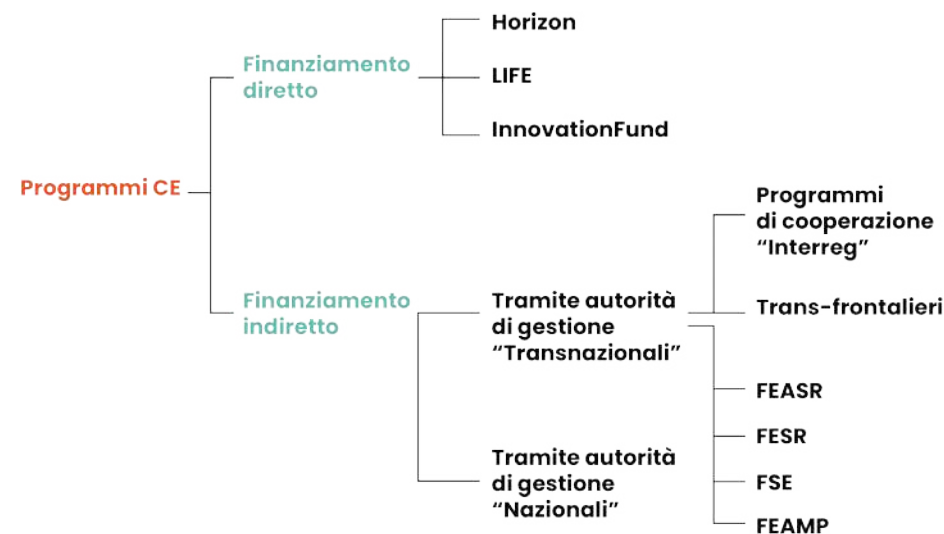 Programmi CE
Finanziamento
diretto
Horizon
LIFE
InnovationFund
Finanziamento
indiretto
Tramite autorità
di gestione
“Transnazionali”
Programmi
di cooperazione
“Interreg”
Trans-frontalieri
FEASR
FESR
FSE
FEAMP
Tramite autorità
di gestione
“Nazionali”